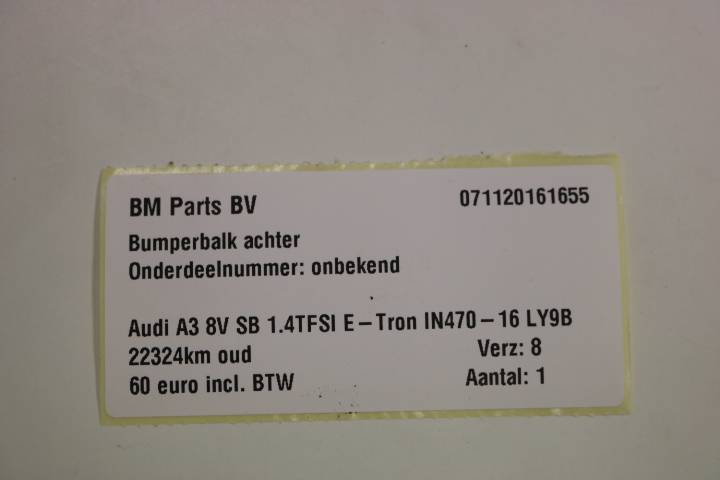 BM Parts BV 071120161655
Bumperbalk achter
Onderdeelnummer: onbekend
Audi A3 8V SB 1.4TFSI E-Tron IN470-16 LY9B
22324km oud Verz: 8
60 euro incl. BTW Aantal: 1